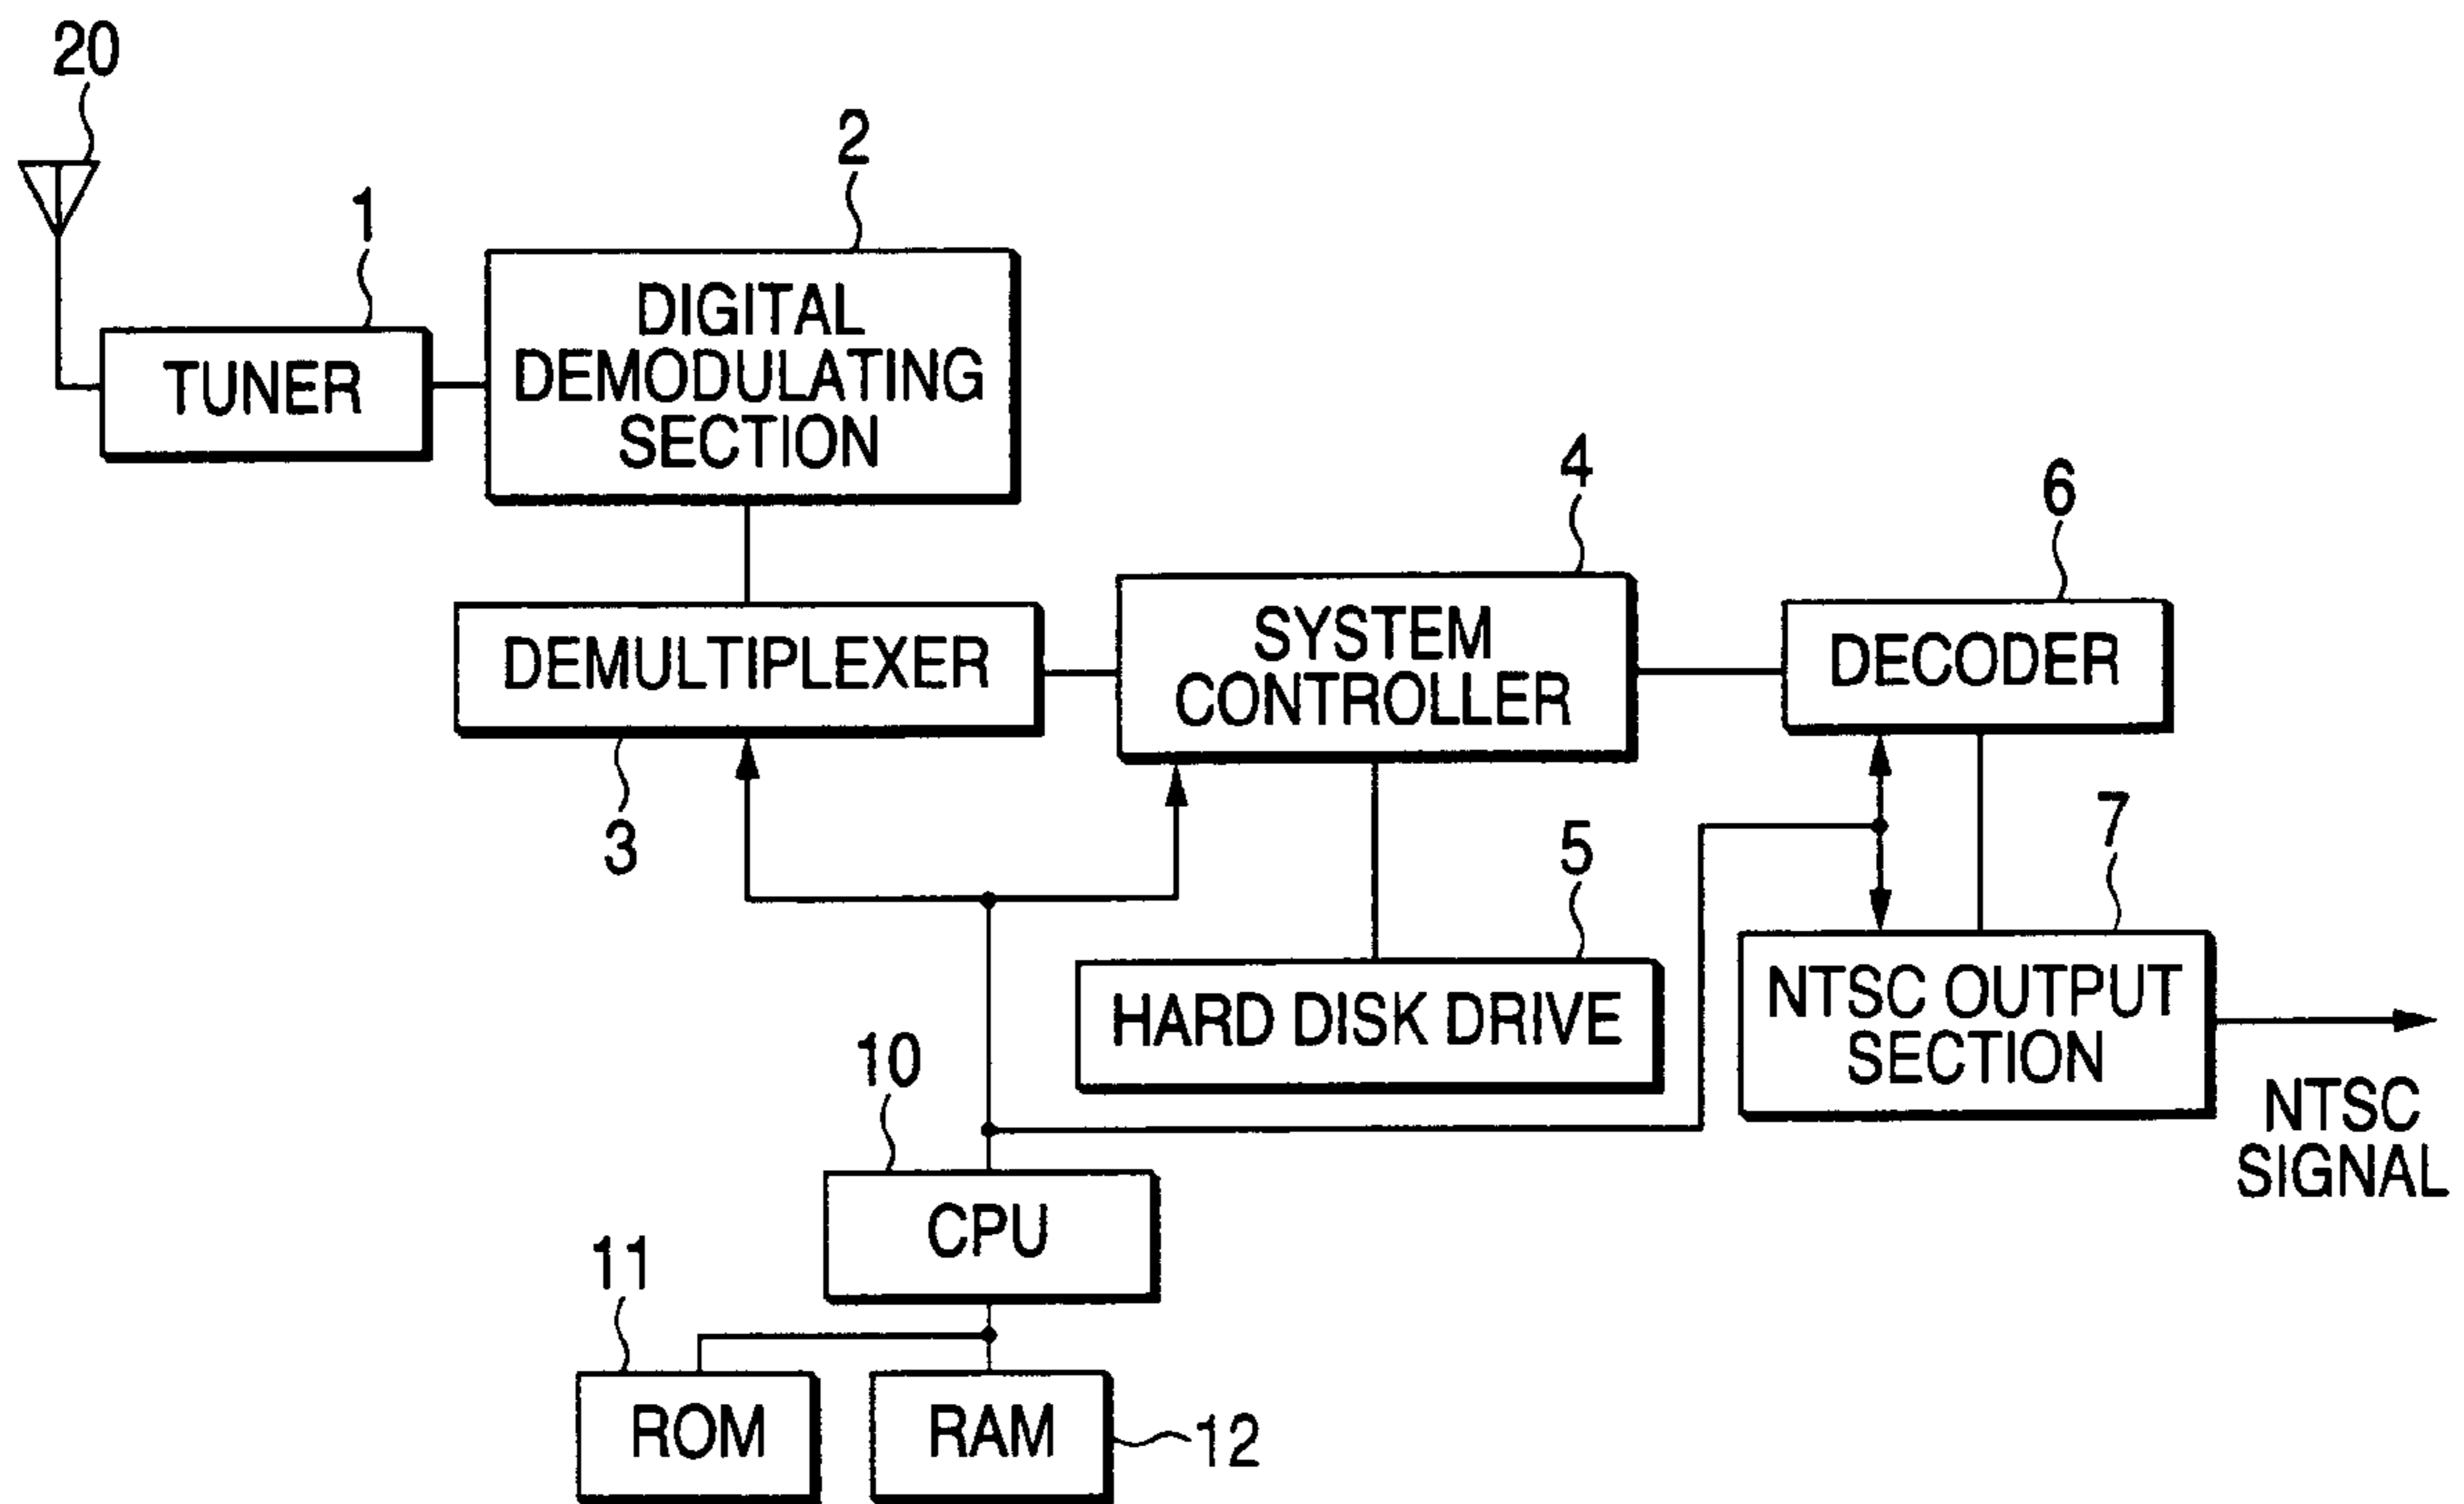 20
2
1
DIGITAL
DEMODULATING
SECTION
TUNER
4
6
SYSTEM
CONTROLLER
DECODER
DEMULTIPLEXER
3
5
7
HARD DISK DRIVE
NTSC OUTPUT
SECTION
NTSC
SIGNAL
10
CPU
11
ROM
RAM
12